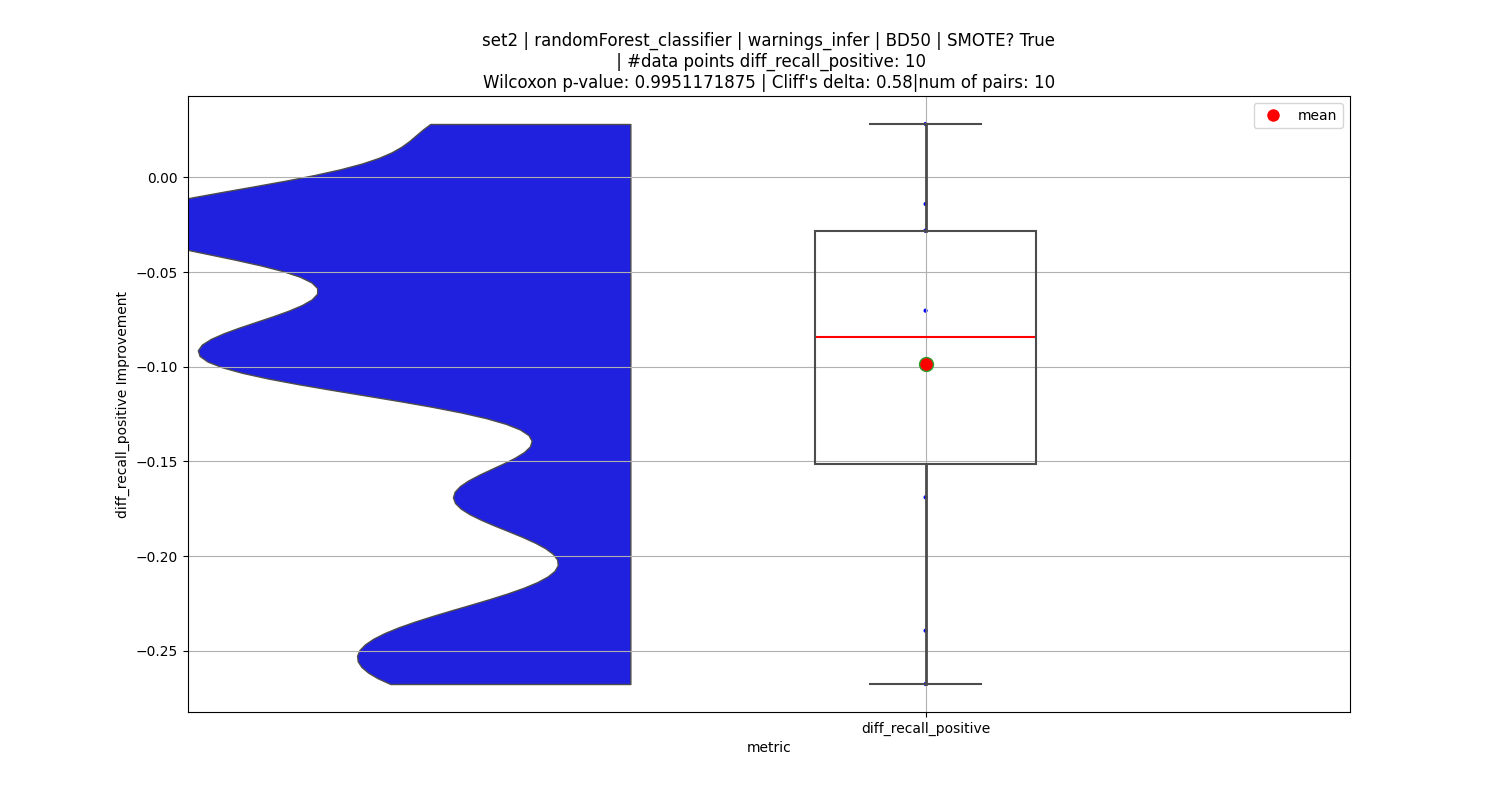 set2 | randomForest_classifier | warnings_infer | BD50 | SMOTE? True
| #data points diff_recall_positive: 10
Wilcoxon p-value: 0.9951171875 | Cliff's delta: 0.58|num of pairs: 10
mean
0.00
−0.05
−0.10
−0.15
−0.20
−0.25
diff_recall_positive Improvement
diff_recall_positive
metric